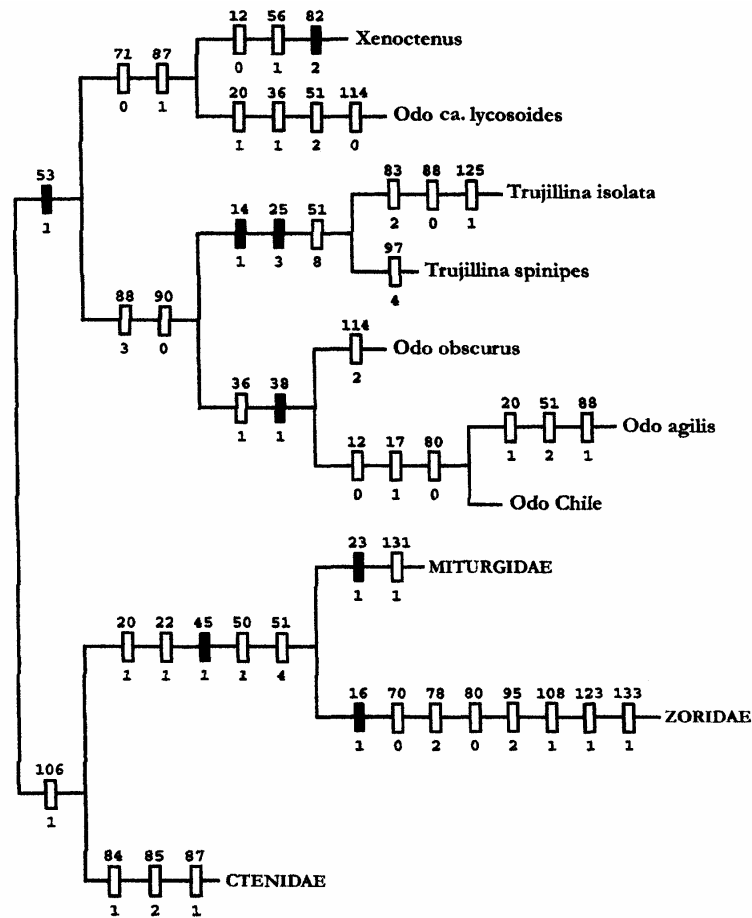 12 56 82
Xenoctenus
0 1 2
71 87
0 1
20 36 51 114
Odo ca. lycosoides
1 1 2 0
53
1
83 88 125
Trujillina isolata
2 0 1
14 25 51
1 3 8
97
Trujillina spinipes
4
88 90
3 0
114
Odo obscurus
2
36 38
1 1
20 51 88
Odo agilis
1 2 1
12 17 80
0 1 0
Odo Chile
23 131
MITURGIDAE
1 1
20 22 45 50 51
1 1 1 1 4
16 70 78 80 95 108 123 133
ZORIDAE
1 0 2 0 2 1 1 1
106
1
84 85 87
CTENIDAE
1 2 1